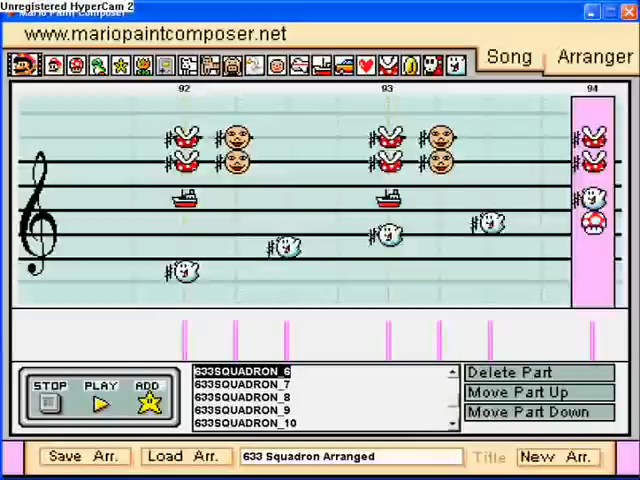 Unregistered HyperCam 2
www.mariopaintcomposer.net
Song
Arranger
92
93
94
STOP
PLAY
ADD
633SQUADRON_6
633SQUADRON_7
633SQUADRON_8
633SQUADRON_9
633SQUADRON_10
Delete Part
Move Part Up
Move Part Down
Save Arr.
Load Arr.
633 Squadron Arranged
Title
New Arr.